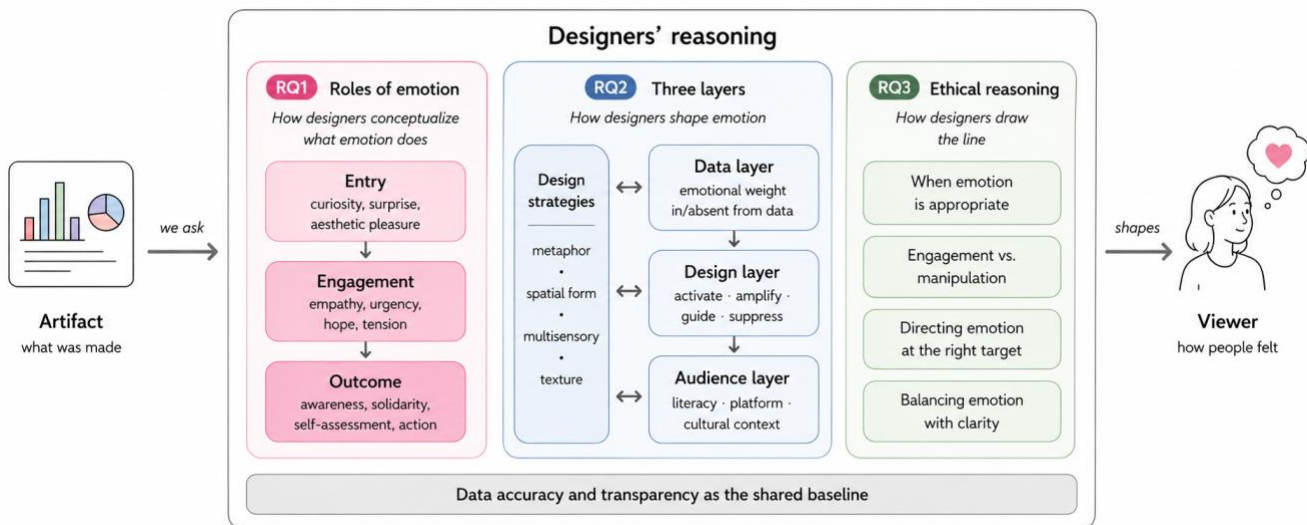 Designers' reasoning
RQ1 Roles of emotion
How designers conceptualize
what emotion does
Entry
curiosity, surprise,
aesthetic pleasure
Engagement
empathy, urgency,
hope, tension
Outcome
awareness, solidarity,
self-assessment, action
RQ2 Three layers
How designers shape emotion
Design
strategies
metaphor
•
spatial form
•
multisensory
•
texture
Data layer
emotional weight
in/absent from data
Design layer
activate · amplify ·
guide · suppress
Audience layer
literacy · platform ·
cultural context
RQ3 Ethical reasoning
How designers draw
the line
When emotion
is appropriate
Engagement vs.
manipulation
Directing emotion
at the right target
Balancing emotion
with clarity
Data accuracy and transparency as the shared baseline
Artifact
what was made
we ask
shapes
Viewer
how people felt